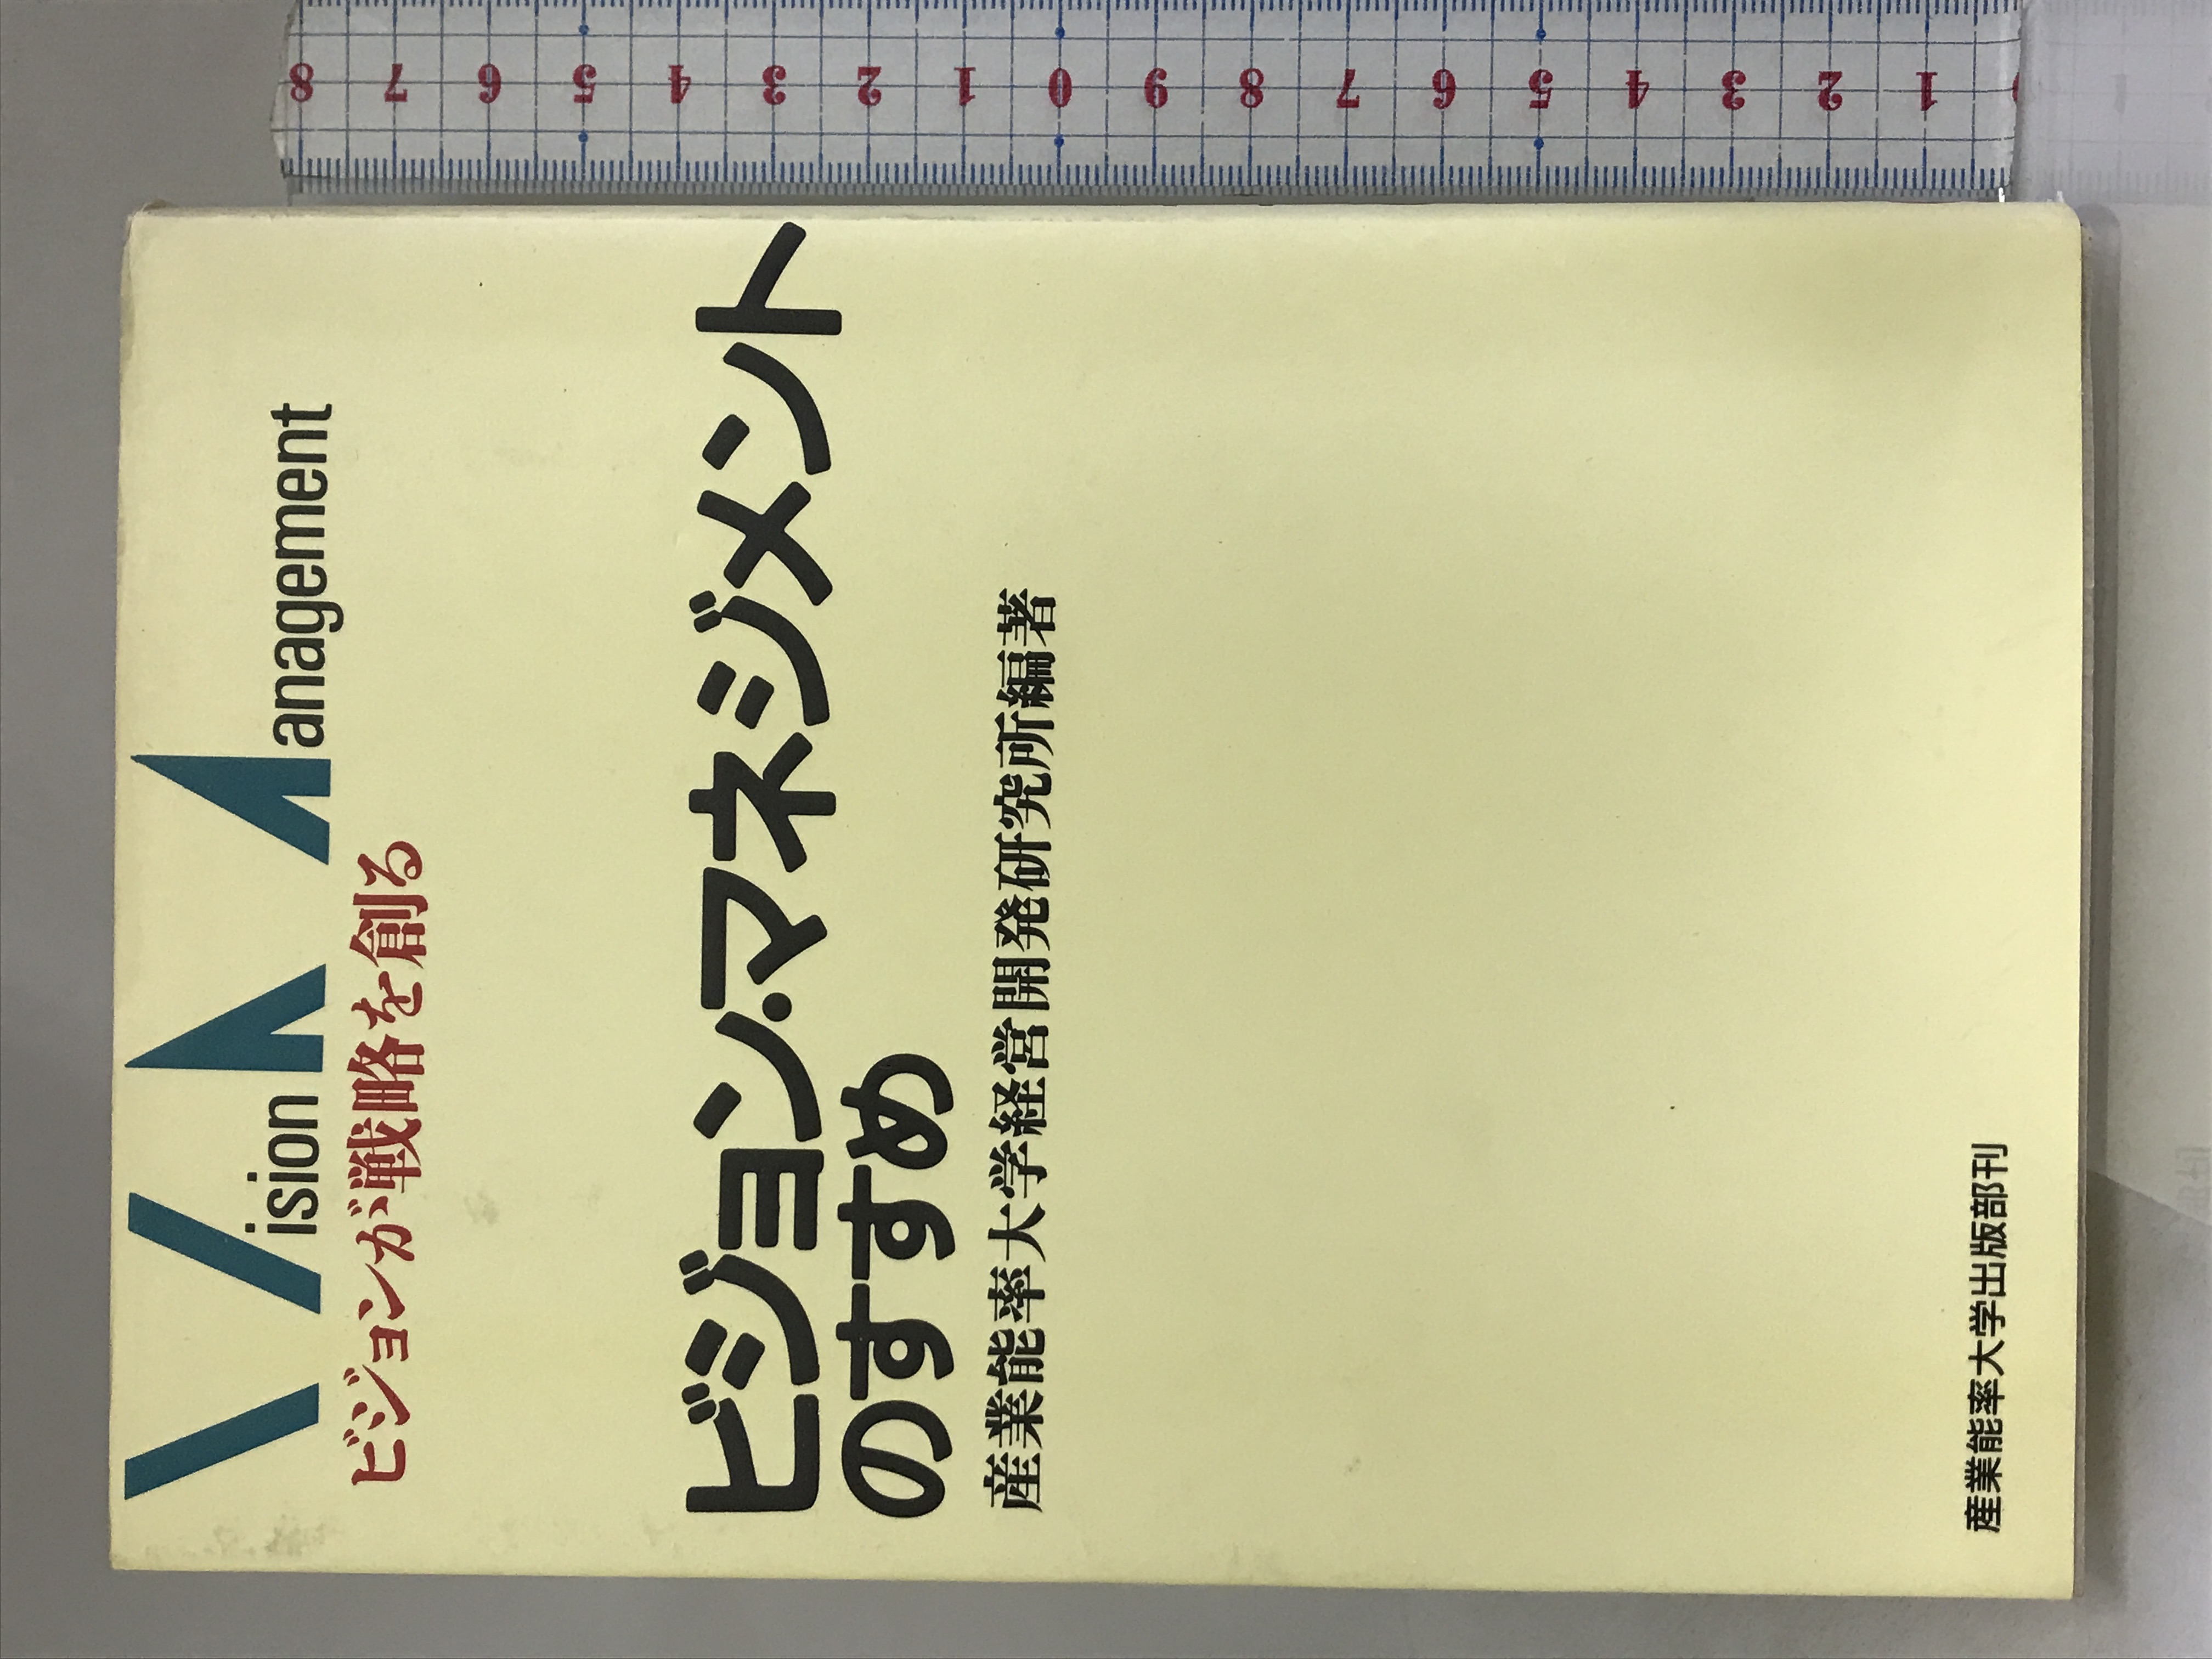 Vision Management
ビジョンが戦略を創る
ビジョン・マネジメント
のすすめ
産業能率大学経営開発研究所編著
産業能率大学出版部刊
8 7 6 5 4 3 2 1 0 9 8 7 6 5 4 3 2 1